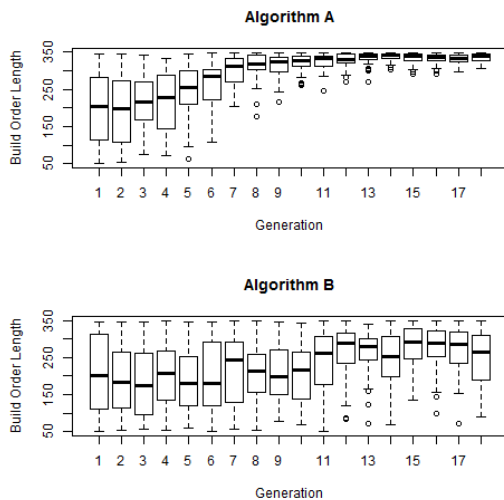 Algorithm A
Build Order Length
350
250
150
50
1 2 3 4 5 6 7 8 9 11 13 15 17
Generation
Algorithm B
Build Order Length
350
250
150
50
1 2 3 4 5 6 7 8 9 11 13 15 17
Generation